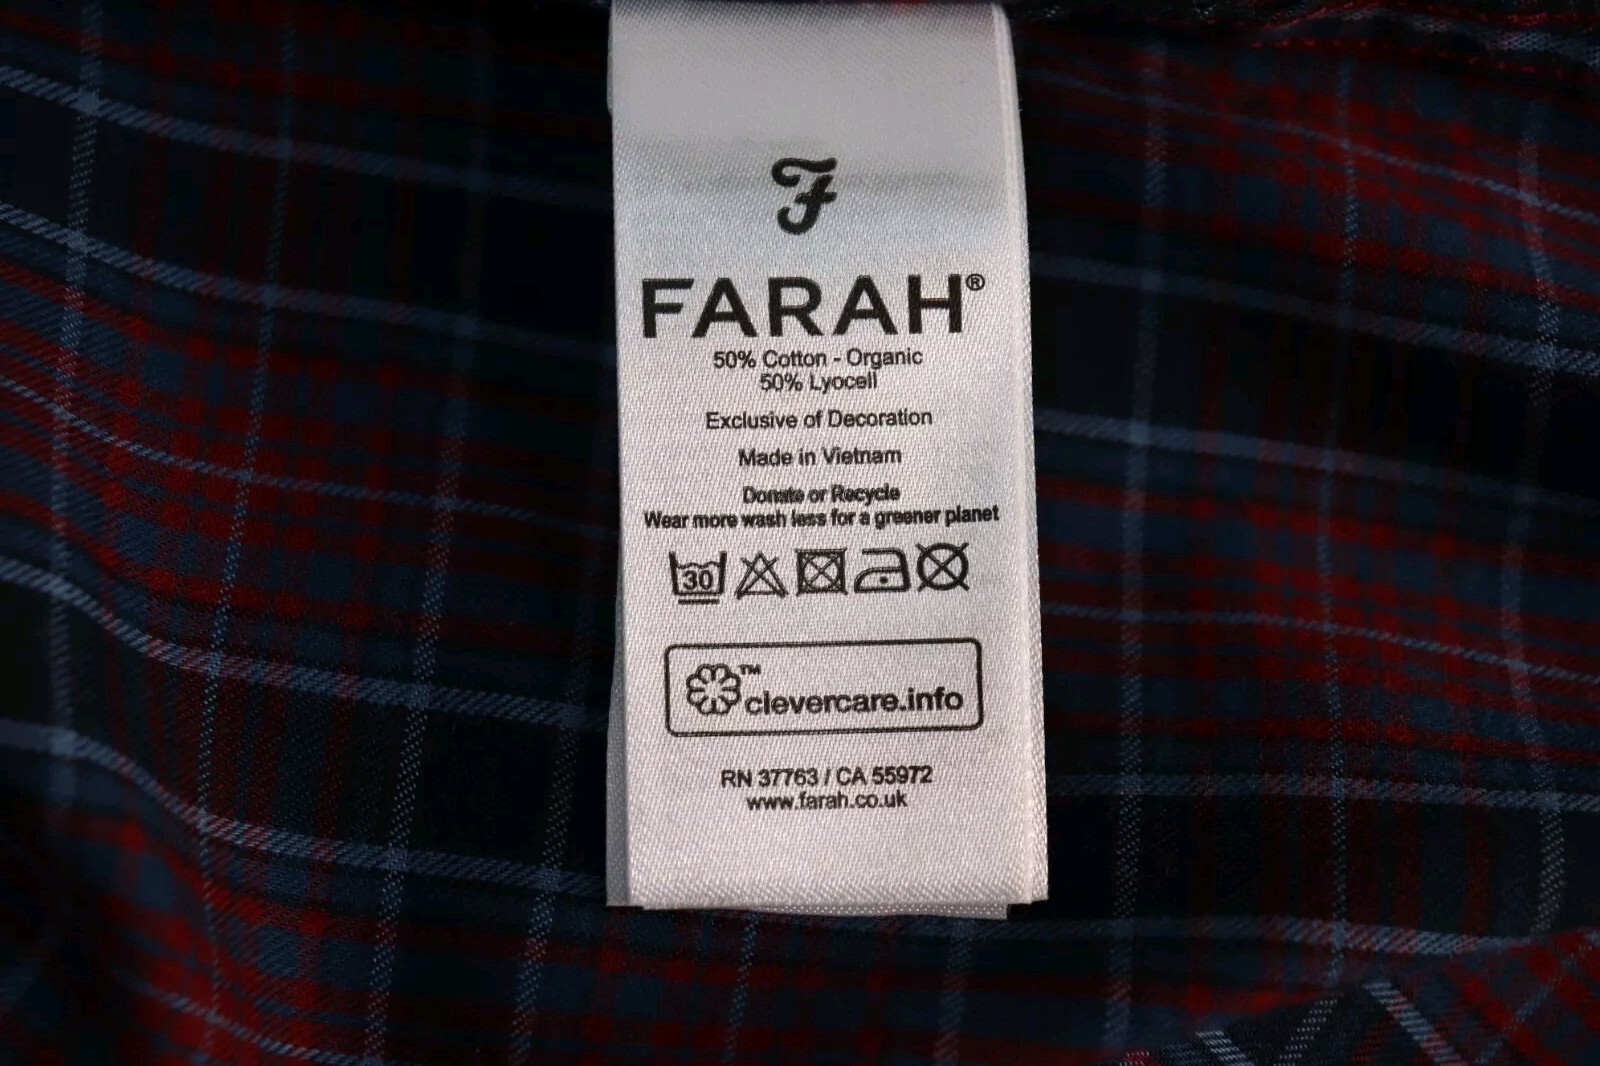 F
FARAH®
50% Cotton - Organic
50% Lyocell
Exclusive of Decoration
Made in Vietnam
Donate or Recycle
Wear more wash less for a greener planet
30
™
clevercare.info
RN 37763 / CA 55972
www.farah.co.uk